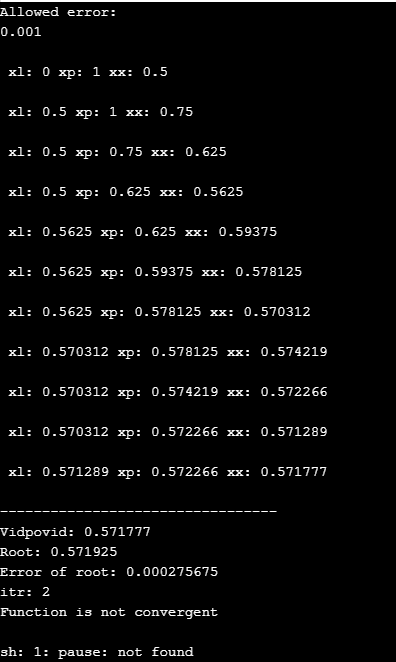 Allowed error:
0.001
xl: 0 xp: 1 xx: 0.5
xl: 0.5 xp: 1 xx: 0.75
xl: 0.5 xp: 0.75 xx: 0.625
xl: 0.5 xp: 0.625 xx: 0.5625
xl: 0.5625 xp: 0.625 xx: 0.59375
xl: 0.5625 xp: 0.59375 xx: 0.578125
xl: 0.5625 xp: 0.578125 xx: 0.570312
xl: 0.570312 xp: 0.578125 xx: 0.574219
xl: 0.570312 xp: 0.574219 xx: 0.572266
xl: 0.570312 xp: 0.572266 xx: 0.571289
xl: 0.571289 xp: 0.572266 xx: 0.571777
---------------------------------
Vidpovid: 0.571777
Root: 0.571925
Error of root: 0.000275675
itr: 2
Function is not convergent
sh: 1: pause: not found